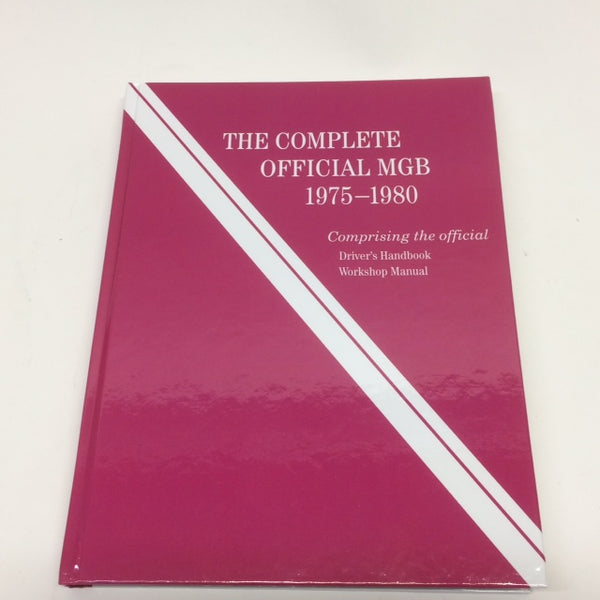 THE COMPLETE
OFFICIAL MGB
1975–1980
Comprising the official
Driver's Handbook
Workshop Manual